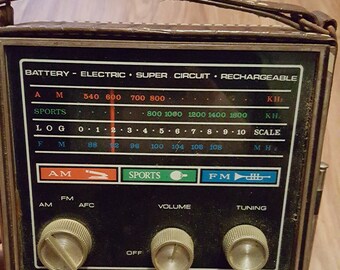 BATTERY - ELECTRIC • SUPER CIRCUIT • RECHARGEABLE
A M 540 600 700 800 KHz
SPORTS 800 1080 1200 1400 1600 KHz
LOG 0 1 2 3 4 5 6 7 8 9 10 SCALE
F M 88 92 96 100 104 106 108 MHz
AM SPORTS FM
FM
AM AFC VOLUME TUNING
OFF